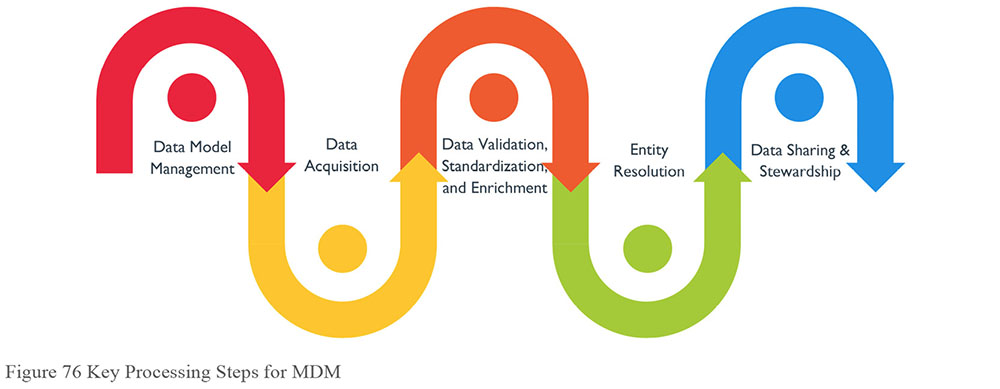 Data Model
Management
Data
Acquisition
Data Validation,
Standardization,
and Enrichment
Entity
Resolution
Data Sharing &
Stewardship
Figure 76 Key Processing Steps for MDM